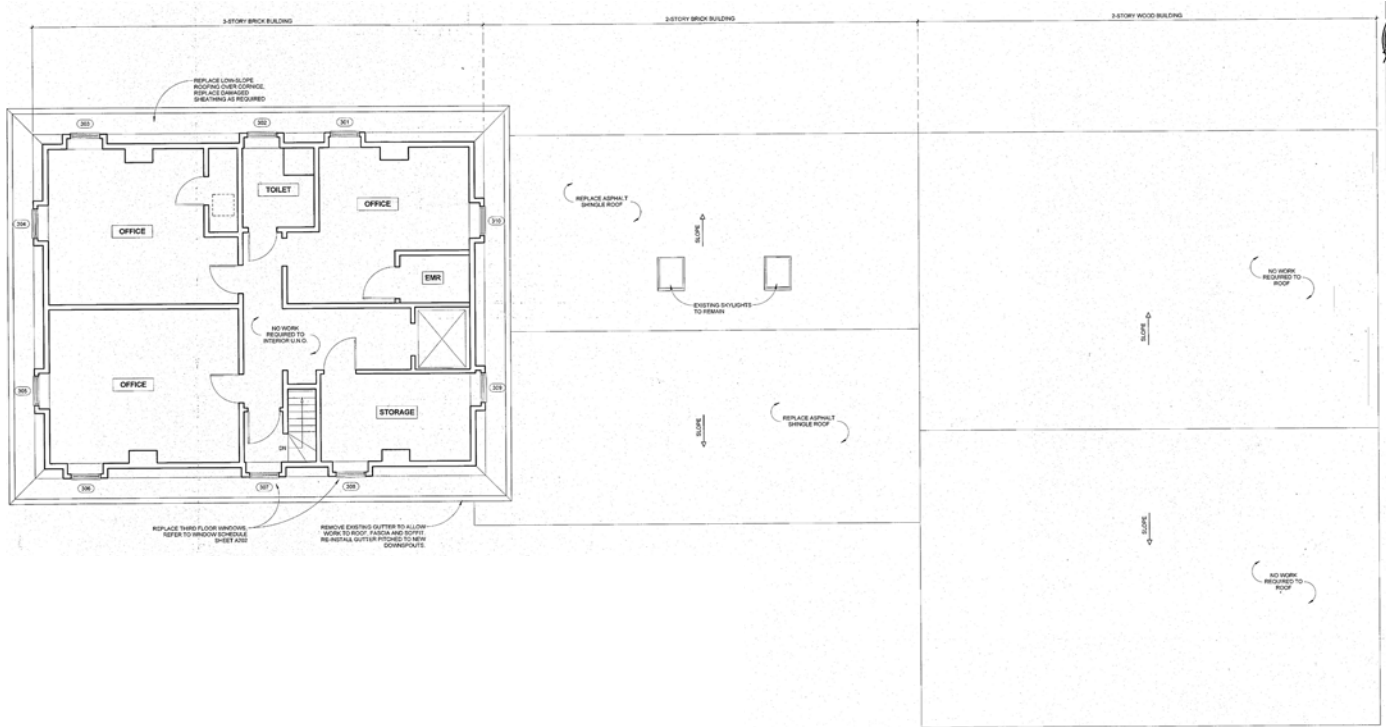 3-STORY BRICK BUILDING
2-STORY BRICK BUILDING
2-STORY WOOD BUILDING
REPLACE LOW-SLOPE
ROOFING OVER CORNICE,
REPLACE DAMAGED
SHEATHING AS REQUIRED
303
302
301
TOILET
OFFICE
REPLACE ASPHALT
SHINGLE ROOF
304
OFFICE
310
SLOPE
EMR
NO WORK
REQUIRED TO
ROOF
EXISTING SKYLIGHTS
TO REMAIN
NO WORK
REQUIRED TO
INTERIOR U.N.O.
SLOPE
305
OFFICE
309
STORAGE
REPLACE ASPHALT
SHINGLE ROOF
SLOPE
DN
306
307
308
REPLACE THIRD FLOOR WINDOWS,
REFER TO WINDOW SCHEDULE
SHEET A202
REMOVE EXISTING GUTTER TO ALLOW
WORK TO ROOF, FASCIA AND SOFFIT.
RE-INSTALL GUTTER PITCHED TO NEW
DOWNSPOUTS.
SLOPE
NO WORK
REQUIRED TO
ROOF